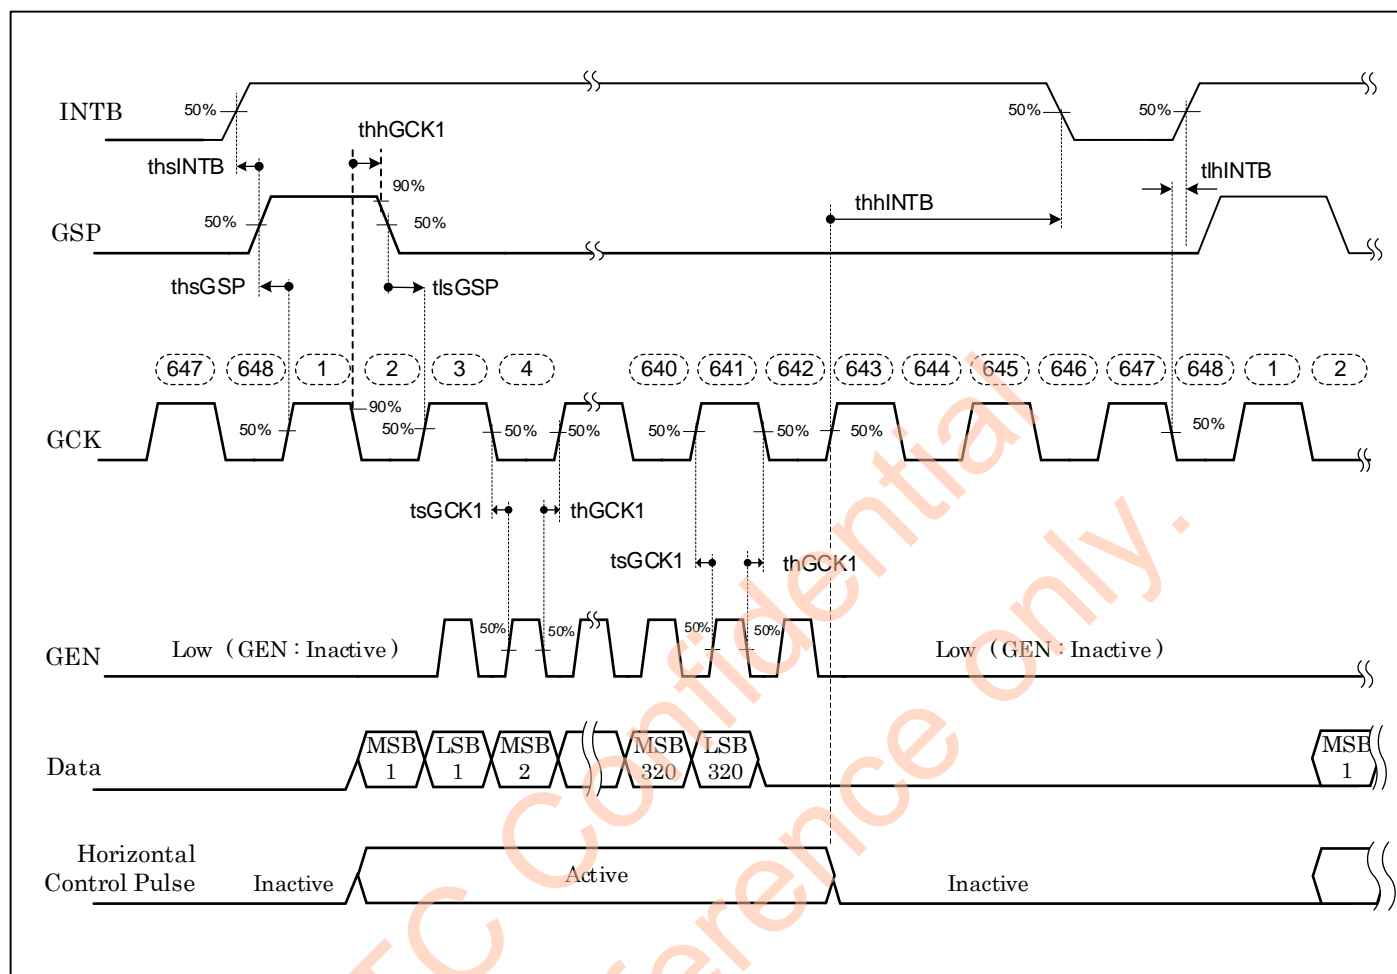 INTB
50%
50%
50%
thhGCK1
thsINTB
90%
thhINTB
tlhINTB
GSP
50%
50%
thsGSP
tlsGSP
647 648 1 2 3 4 640 641 642 643 644 645 646 647 648 1 2
GCK
90%
50%
50%
50%
50%
50%
50%
50%
50%
tsGCK1
thGCK1
tsGCK1
thGCK1
GEN
Low (GEN : Inactive)
50%
50%
50%
50%
Low (GEN : Inactive)
Data
MSB 1
LSB 1
MSB 2
MSB 320
LSB 320
MSB 1
Horizontal
Control Pulse
Inactive
Active
Inactive
TC Confidential
ference only.